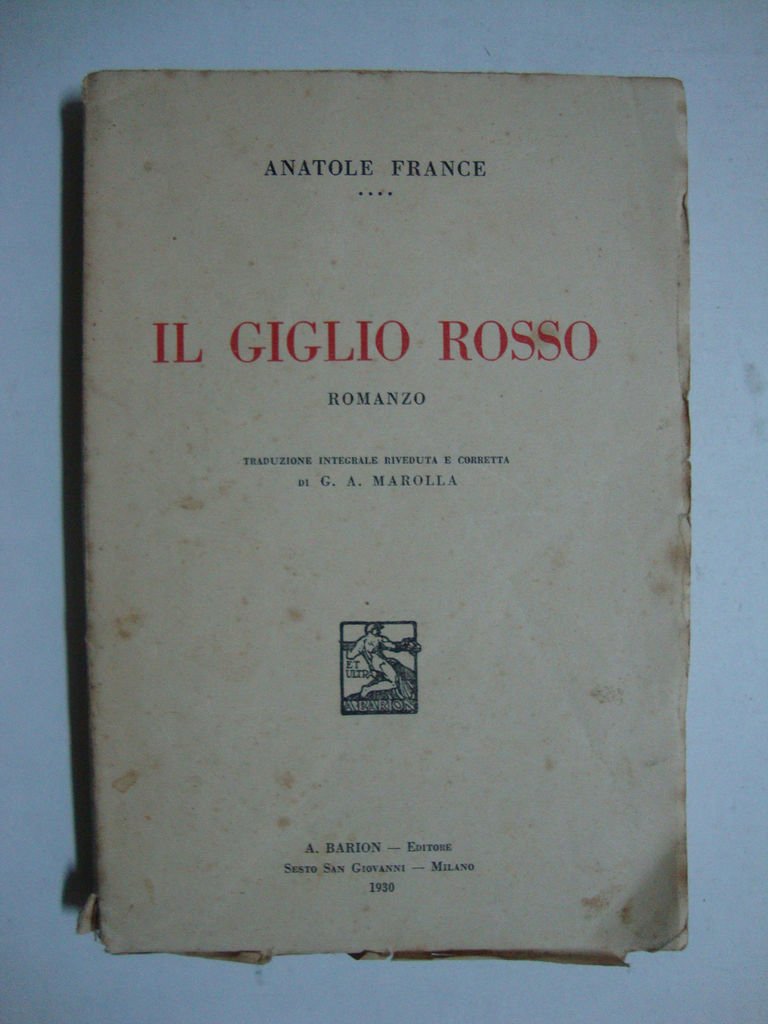 ANATOLE FRANCE
....
IL GIGLIO ROSSO
ROMANZO
TRADUZIONE INTEGRALE RIVEDUTA E CORRETTA
DI G. A. MAROLLA
ET
ULTRA
A. BARION
A. BARION — EDITORE
SESTO SAN GIOVANNI — MILANO
1930